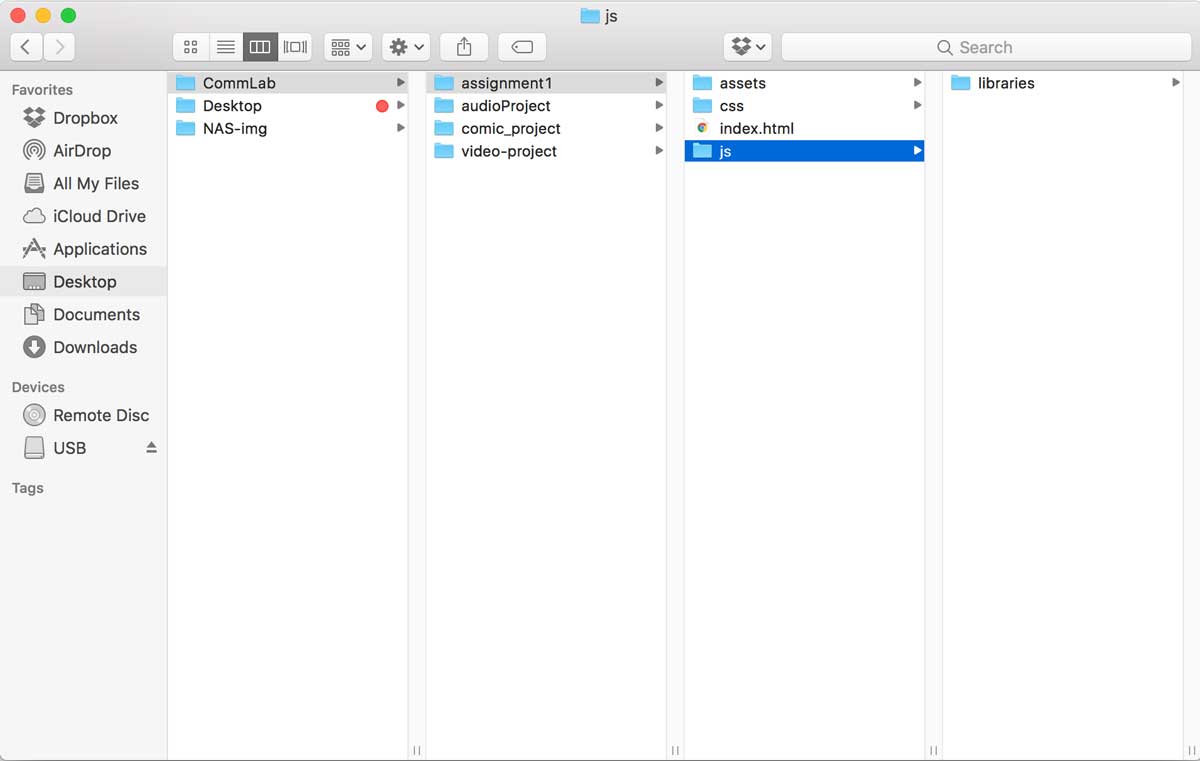 js
Search
Favorites
Dropbox
AirDrop
All My Files
iCloud Drive
Applications
Desktop
Documents
Downloads
Devices
Remote Disc
USB
Tags
CommLab
Desktop
NAS-img
assignment1
audioProject
comic_project
video-project
assets
css
index.html
js
libraries